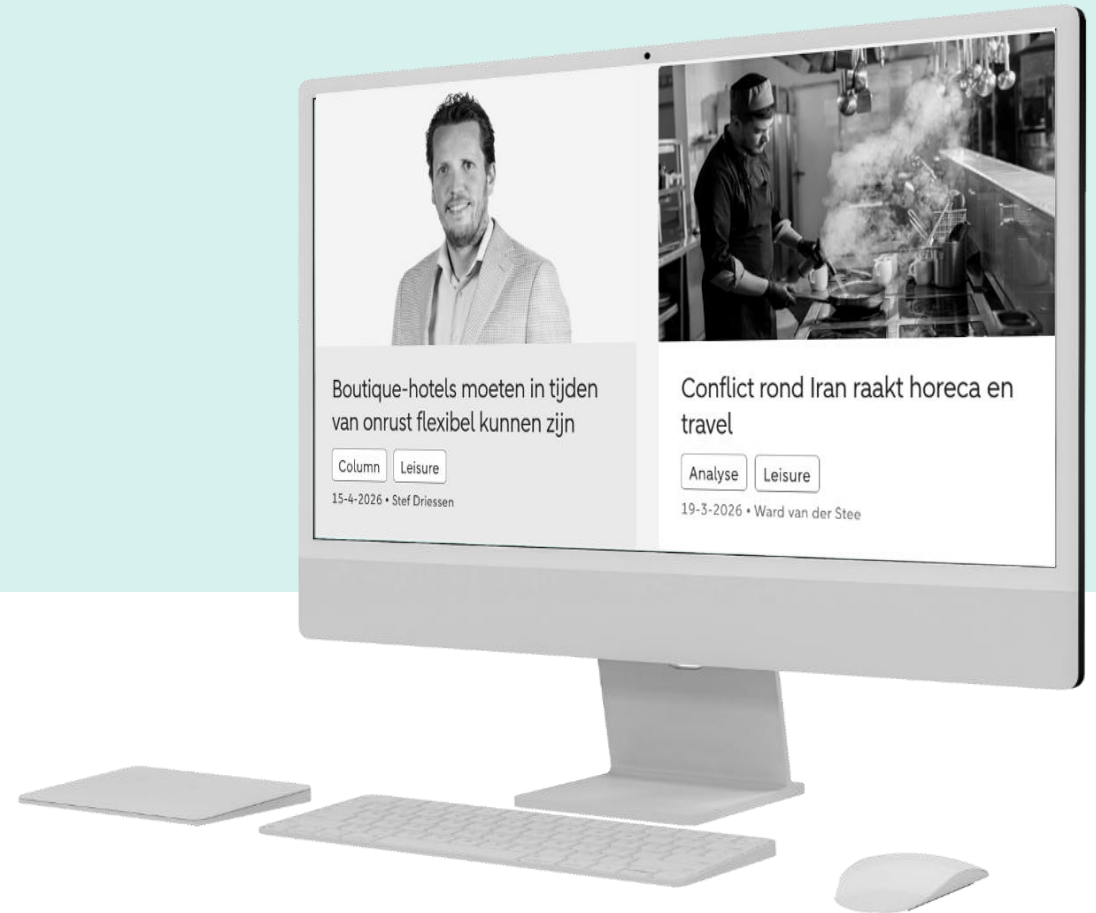 Boutique-hotels moeten in tijden
van onrust flexibel kunnen zijn
Column Leisure
15-4-2026 • Stef Driessen
Conflict rond Iran raakt horeca en
travel
Analyse Leisure
19-3-2026 • Ward van der Stee